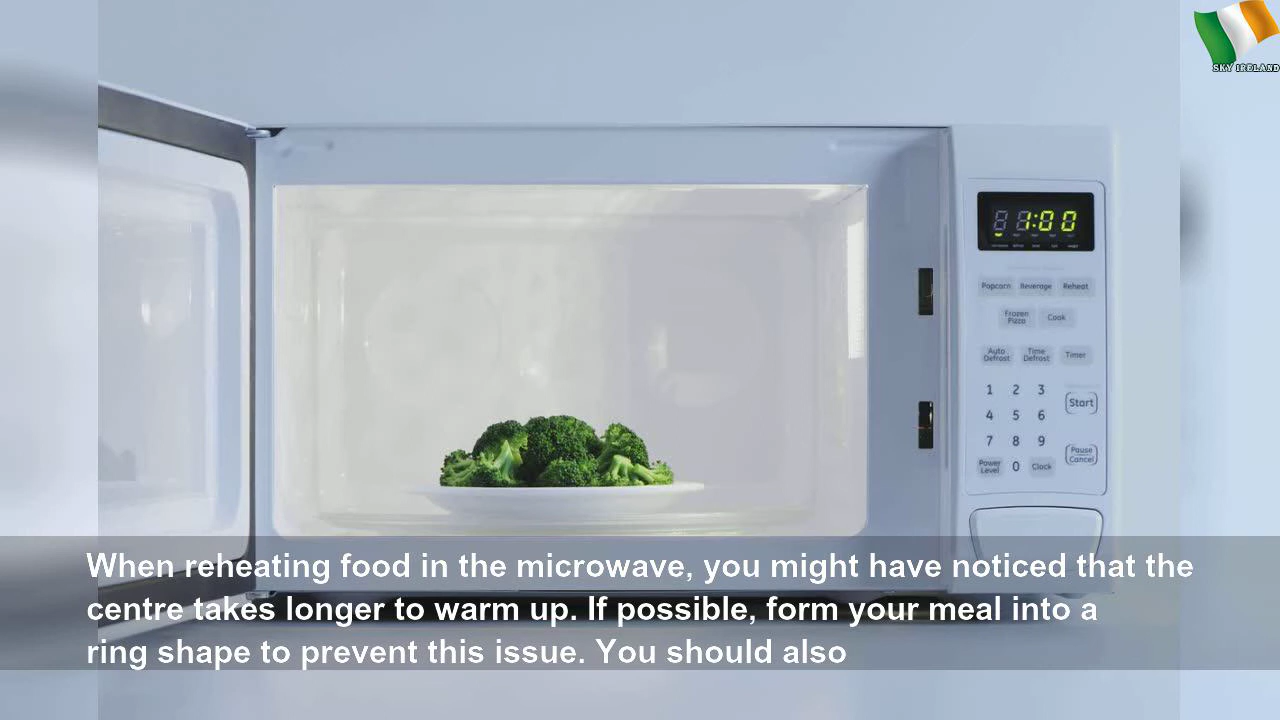 SKY IRELAND
1:00
Popcorn Beverage Reheat
Frozen Pizza Cook
Auto Defrost Time Defrost Timer
1 2 3
Start
4 5 6
7 8 9
Pause Cancel
Power Level 0 Clock
When reheating food in the microwave, you might have noticed that the
centre takes longer to warm up. If possible, form your meal into a
ring shape to prevent this issue. You should also